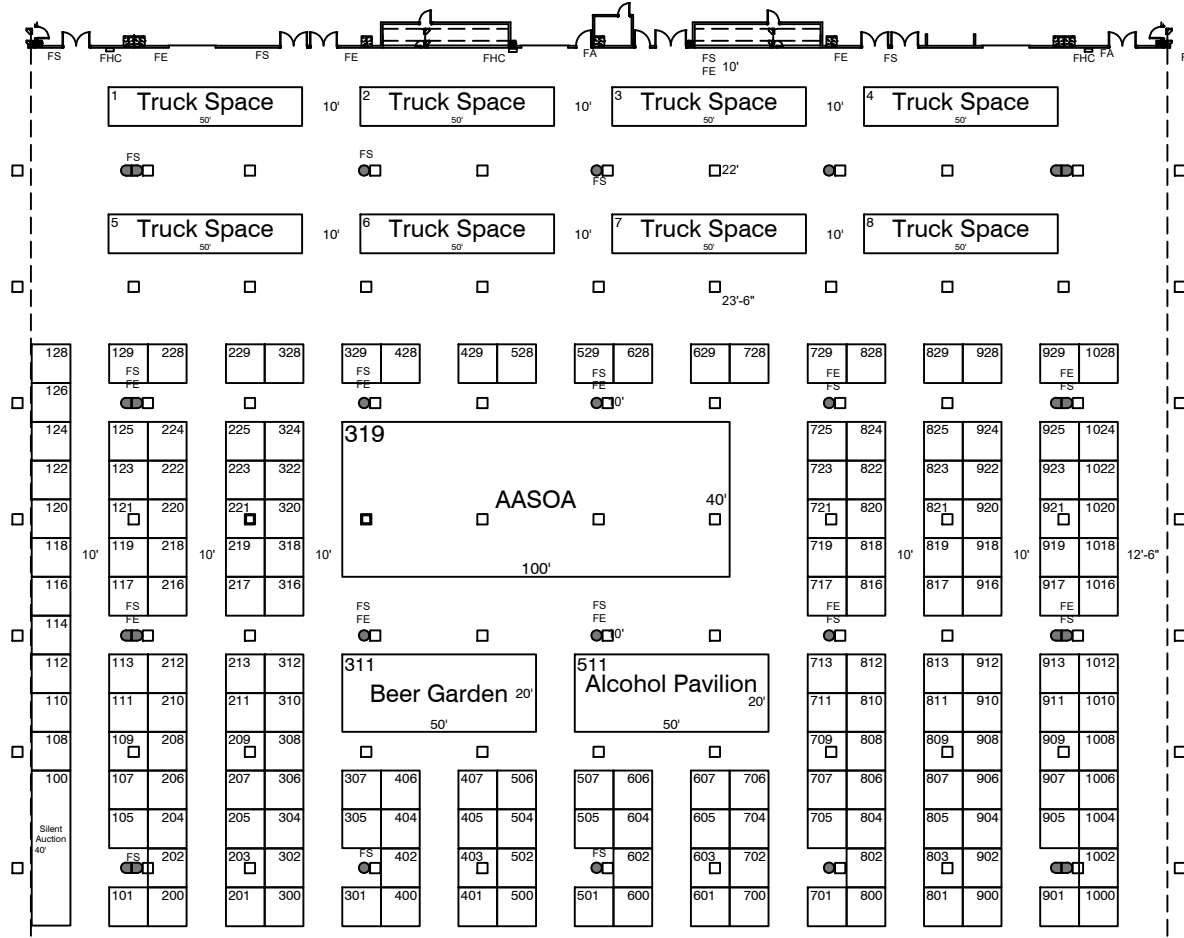 FS FHC FE FS FE FHC FA FS FE FS FHC FA F
FE 10'
1 Truck Space 10' 2 Truck Space 10' 3 Truck Space 10' 4 Truck Space
50' 50' 50' 50'
FS FS FS 22'
5 Truck Space 10' 6 Truck Space 10' 7 Truck Space 10' 8 Truck Space
50' 50' 50' 50'
23'-6"
128 129 228 229 328 329 428 429 528 529 628 629 728 729 828 829 928 929 1028
FS FS FS FE FE
126 FE FE FE 10' FS FS
124 125 224 225 324 319 725 824 825 924 925 1024
122 123 222 223 322 723 822 823 922 923 1022
120 121 220 221 320 AASOA 40' 721 820 821 920 921 1020
118 10' 119 218 10' 219 318 10' 719 818 10' 819 918 10' 919 1018 12'-6"
116 117 216 217 316 100' 717 816 817 916 917 1016
FS FS FS FE FE
114 FE FE FE 10' FS FS
112 113 212 213 312 311 511 713 812 813 912 913 1012
110 111 210 211 310 Beer Garden 20' Alcohol Pavilion 20' 711 810 811 910 911 1010
50' 50'
108 109 208 209 308 709 808 809 908 909 1008
100 107 206 207 306 307 406 407 506 507 606 607 706 707 806 807 906 907 1006
105 204 205 304 305 404 405 504 505 604 605 704 705 804 805 904 905 1004
Silent
Auction
40'
FS 202 203 302 FS 402 403 502 FS 602 603 702 802 803 902 1002
101 200 201 300 301 400 401 500 501 600 601 700 701 800 801 900 901 1000